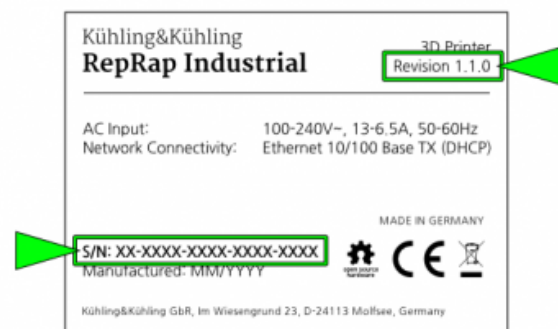 Kühling&Kühling
RepRap Industrial
3D Printer
Revision 1.1.0
AC Input: 100-240V~, 13-6.5A, 50-60Hz
Network Connectivity: Ethernet 10/100 Base TX (DHCP)
MADE IN GERMANY
S/N: XX-XXXX-XXXX-XXXX-XXXX
Manufactured: MM/YYYY
open source
hardware
CE
Kühling&Kühling GbR, Im Wiesengrund 23, D-24113 Molfsee, Germany